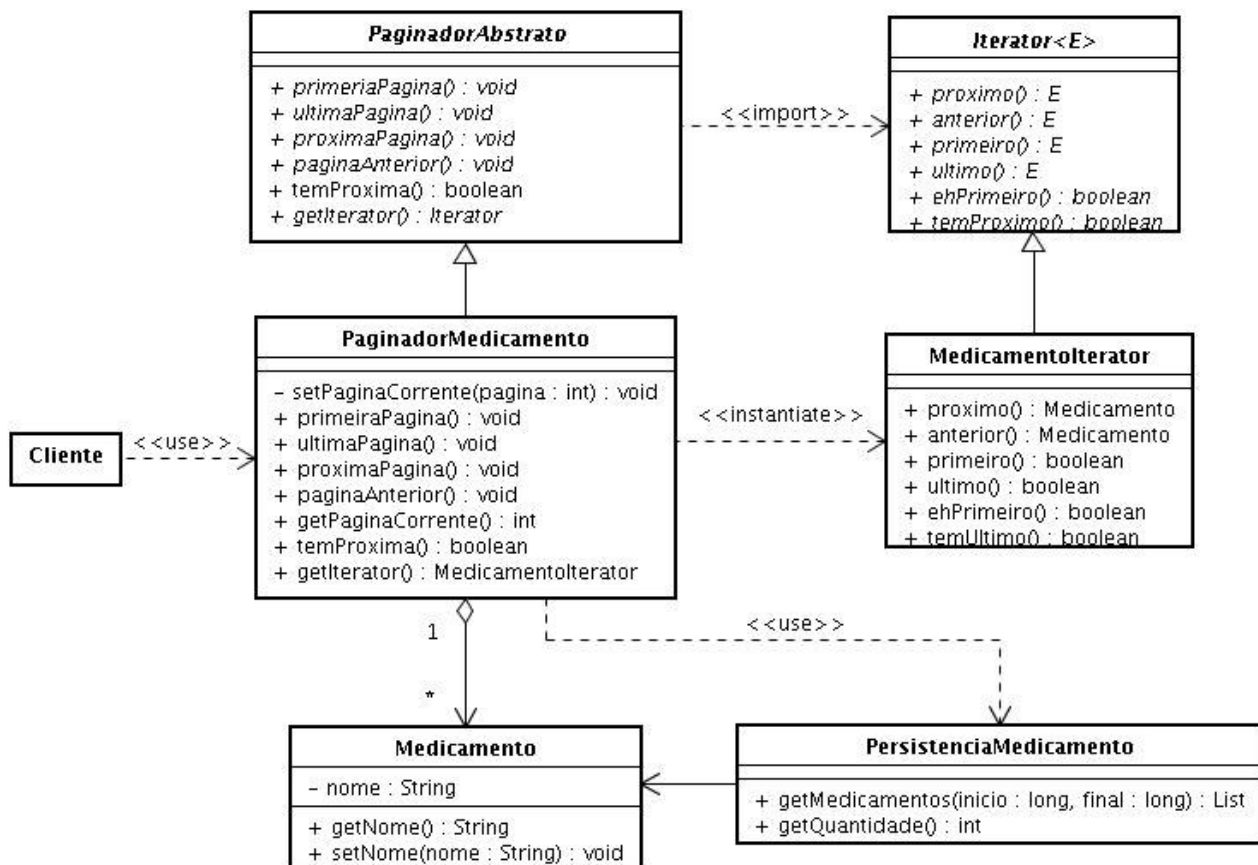 PaginadorAbstrato
+ primeriaPagina() : void
+ ultimaPagina() : void
+ proximaPagina() : void
+ paginaAnterior() : void
+ temProxima() : boolean
+ getIterator() : Iterator
<<import>>
Iterator<E>
+ proximo() : E
+ anterior() : E
+ primeiro() : E
+ ultimo() : E
+ ehPrimeiro() : boolean
+ temProximo() : boolean
Cliente
<<use>>
PaginadorMedicamento
- setPaginaCorrente(pagina : int) : void
+ primeiraPagina() : void
+ ultimaPagina() : void
+ proximaPagina() : void
+ paginaAnterior() : void
+ getPaginaCorrente() : int
+ temProxima() : boolean
+ getIterator() : MedicamentoIterator
<<instantiate>>
MedicamentoIterator
+ proximo() : Medicamento
+ anterior() : Medicamento
+ primeiro() : boolean
+ ultimo() : boolean
+ ehPrimeiro() : boolean
+ temUltimo() : boolean
1
*
<<use>>
Medicamento
- nome : String
+ getNome() : String
+ setNome(nome : String) : void
PersistenciaMedicamento
+ getMedicamentos(inicio : long, final : long) : List
+ getQuantidade() : int